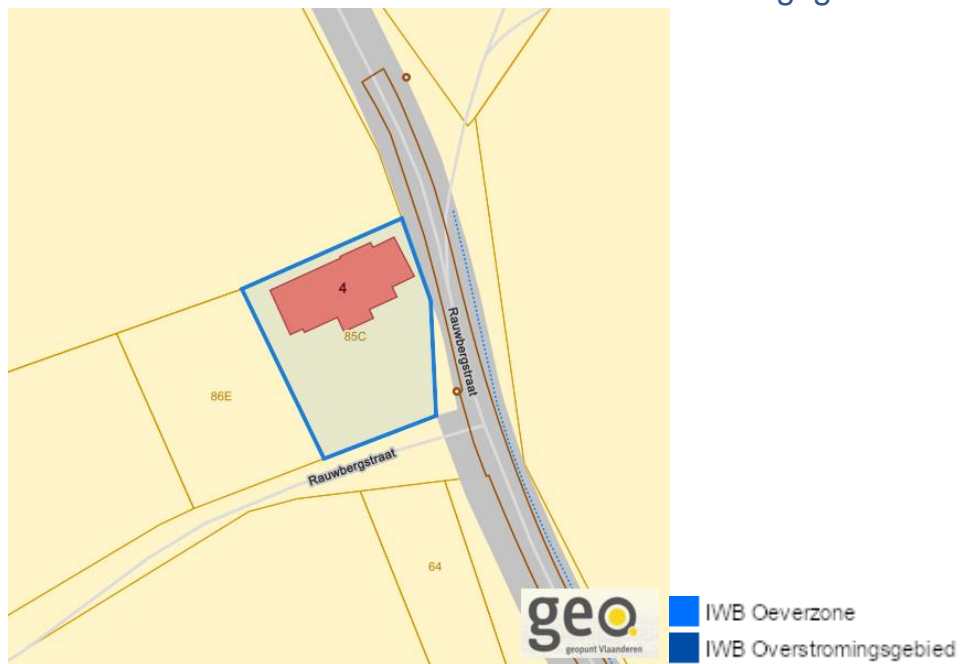 4
85C
86E
Rauwbergstraat
Rauwbergstraat
64
geo.
geopunt Vlaanderen
IWB Oeverzone
IWB Overstromingsgebied